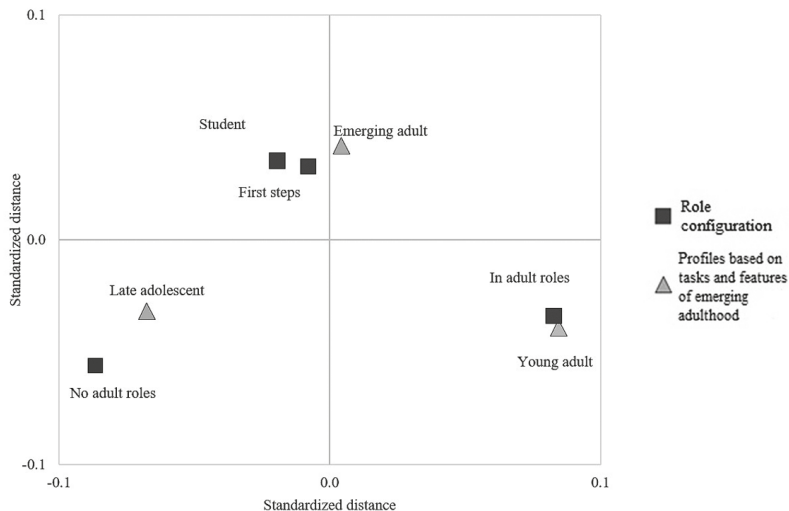 0.1
Student
Emerging adult
First steps
Role
configuration
Standardized distance
0.0
Profiles based on
tasks and features
of emerging
adulthood
Late adolescent
In adult roles
Young adult
No adult roles
-0.1
-0.1
0.0
0.1
Standardized distance